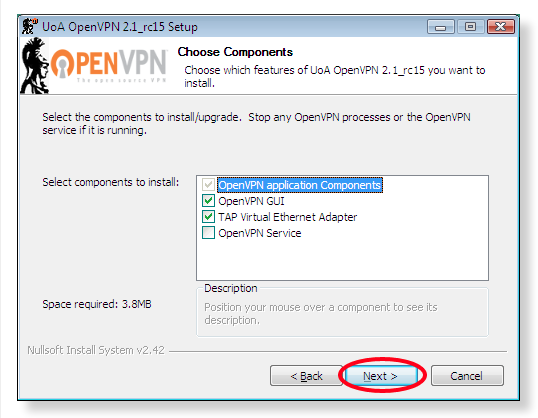 UoA OpenVPN 2.1_rc15 Setup
OPENVPN
The open source VPN
Choose Components
Choose which features of UoA OpenVPN 2.1_rc15 you want to
install.
Select the components to install/upgrade. Stop any OpenVPN processes or the OpenVPN
service if it is running.
Select components to install:
OpenVPN application Components
OpenVPN GUI
TAP Virtual Ethernet Adapter
OpenVPN Service
Space required: 3.8MB
Description
Position your mouse over a component to see its
description.
Nullsoft Install System v2.42
< Back
Next >
Cancel